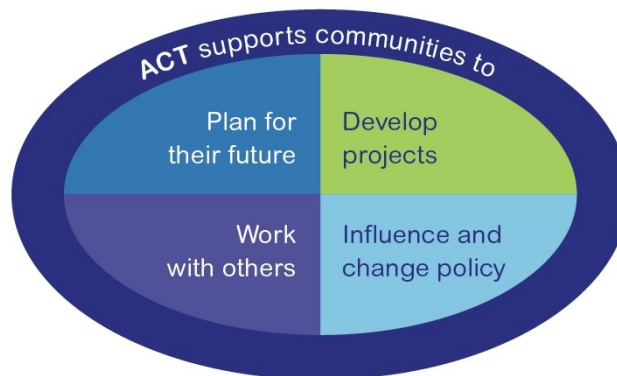 ACT supports communities to
Plan for
their future
Develop
projects
Work
with others
Influence and
change policy